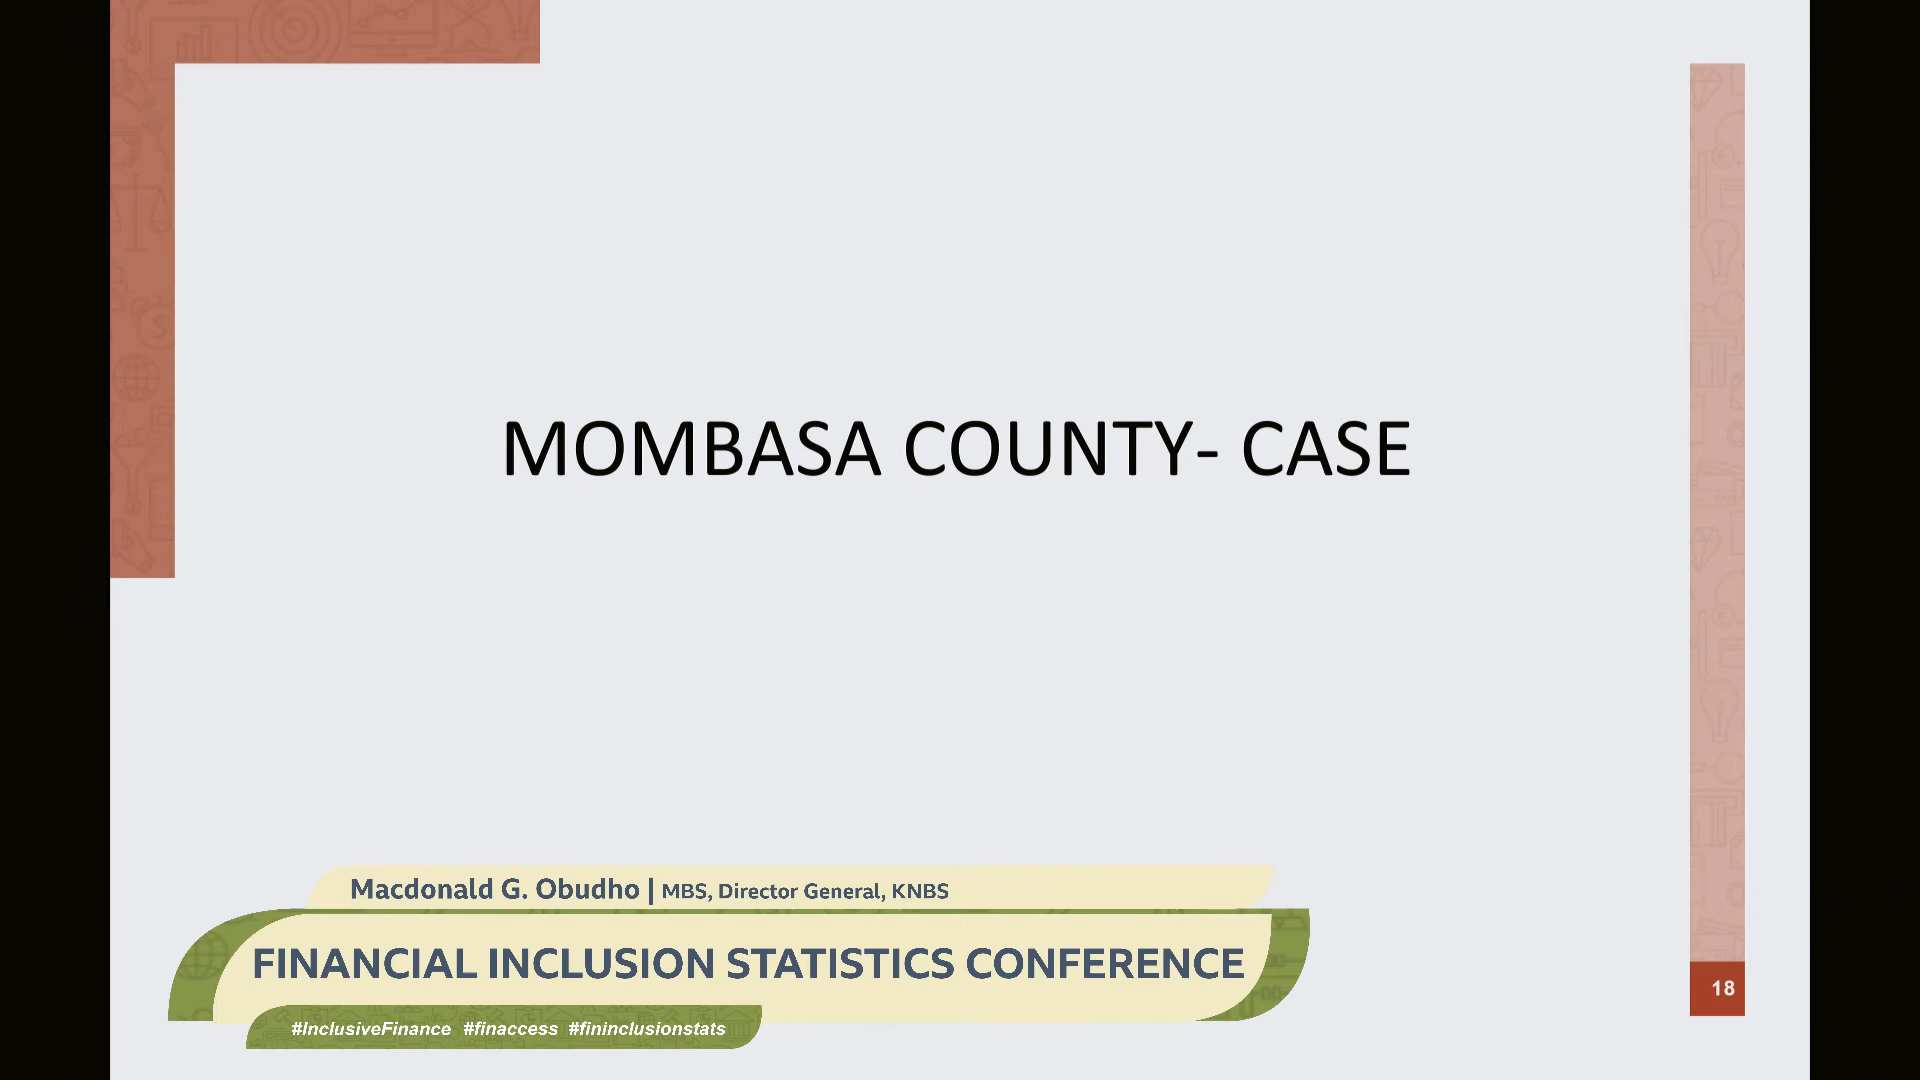 MOMBASA COUNTY- CASE
Macdonald G. Obudho | MBS, Director General, KNBS
FINANCIAL INCLUSION STATISTICS CONFERENCE
18
#InclusiveFinance #finaccess #fininclusionstats